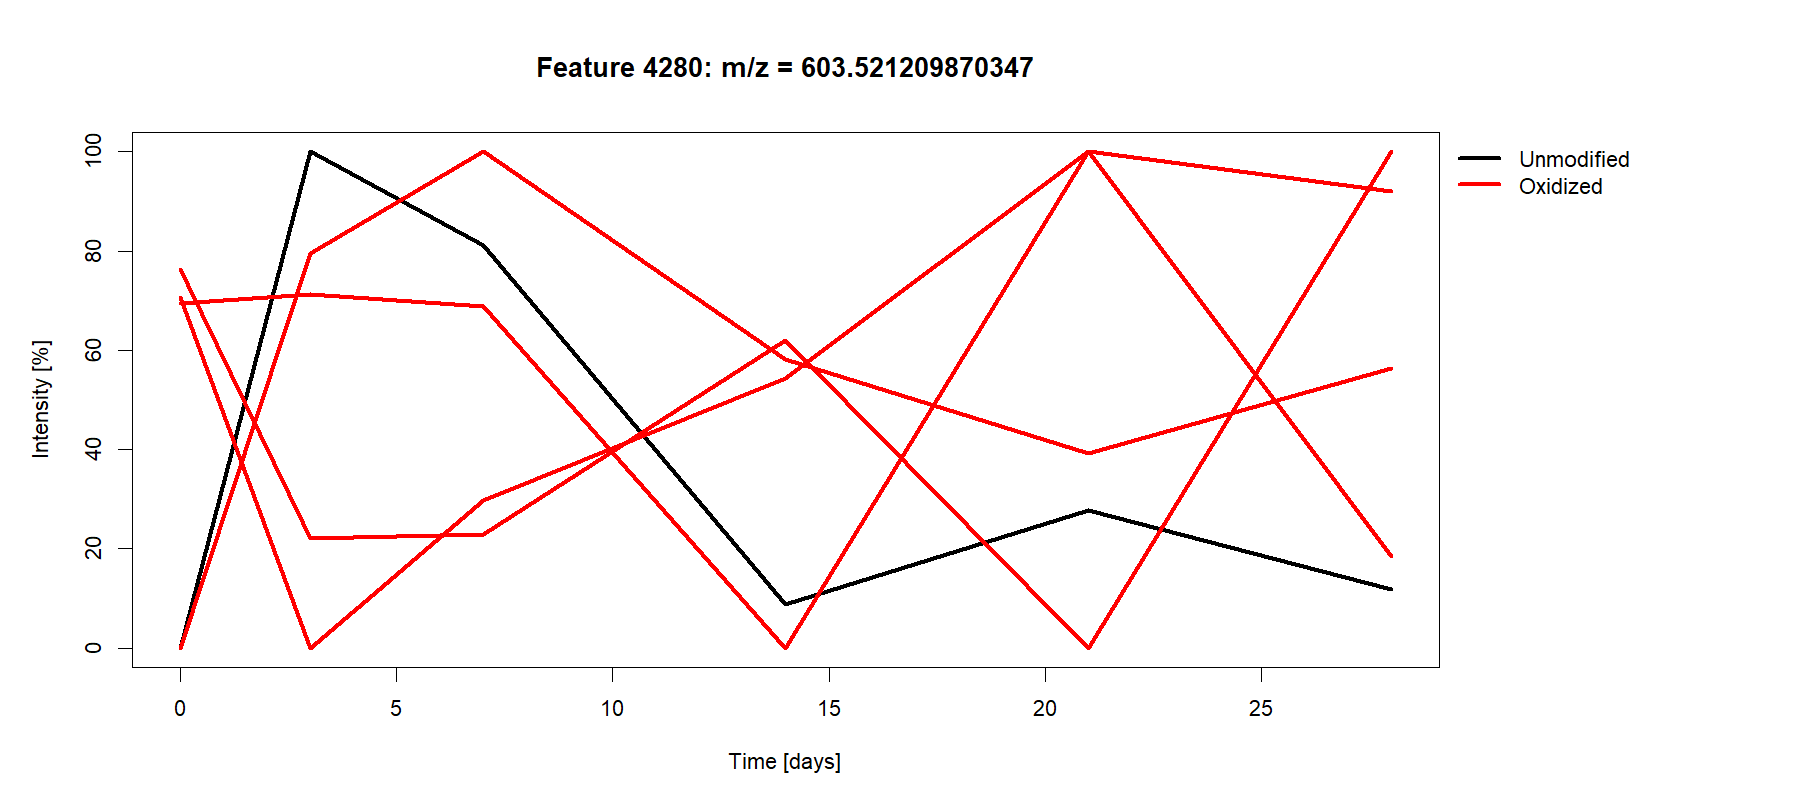 Feature 4280: m/z = 603.521209870347
Unmodified
Oxidized
100
80
60
40
20
0
Intensity [%]
0 5 10 15 20 25
Time [days]